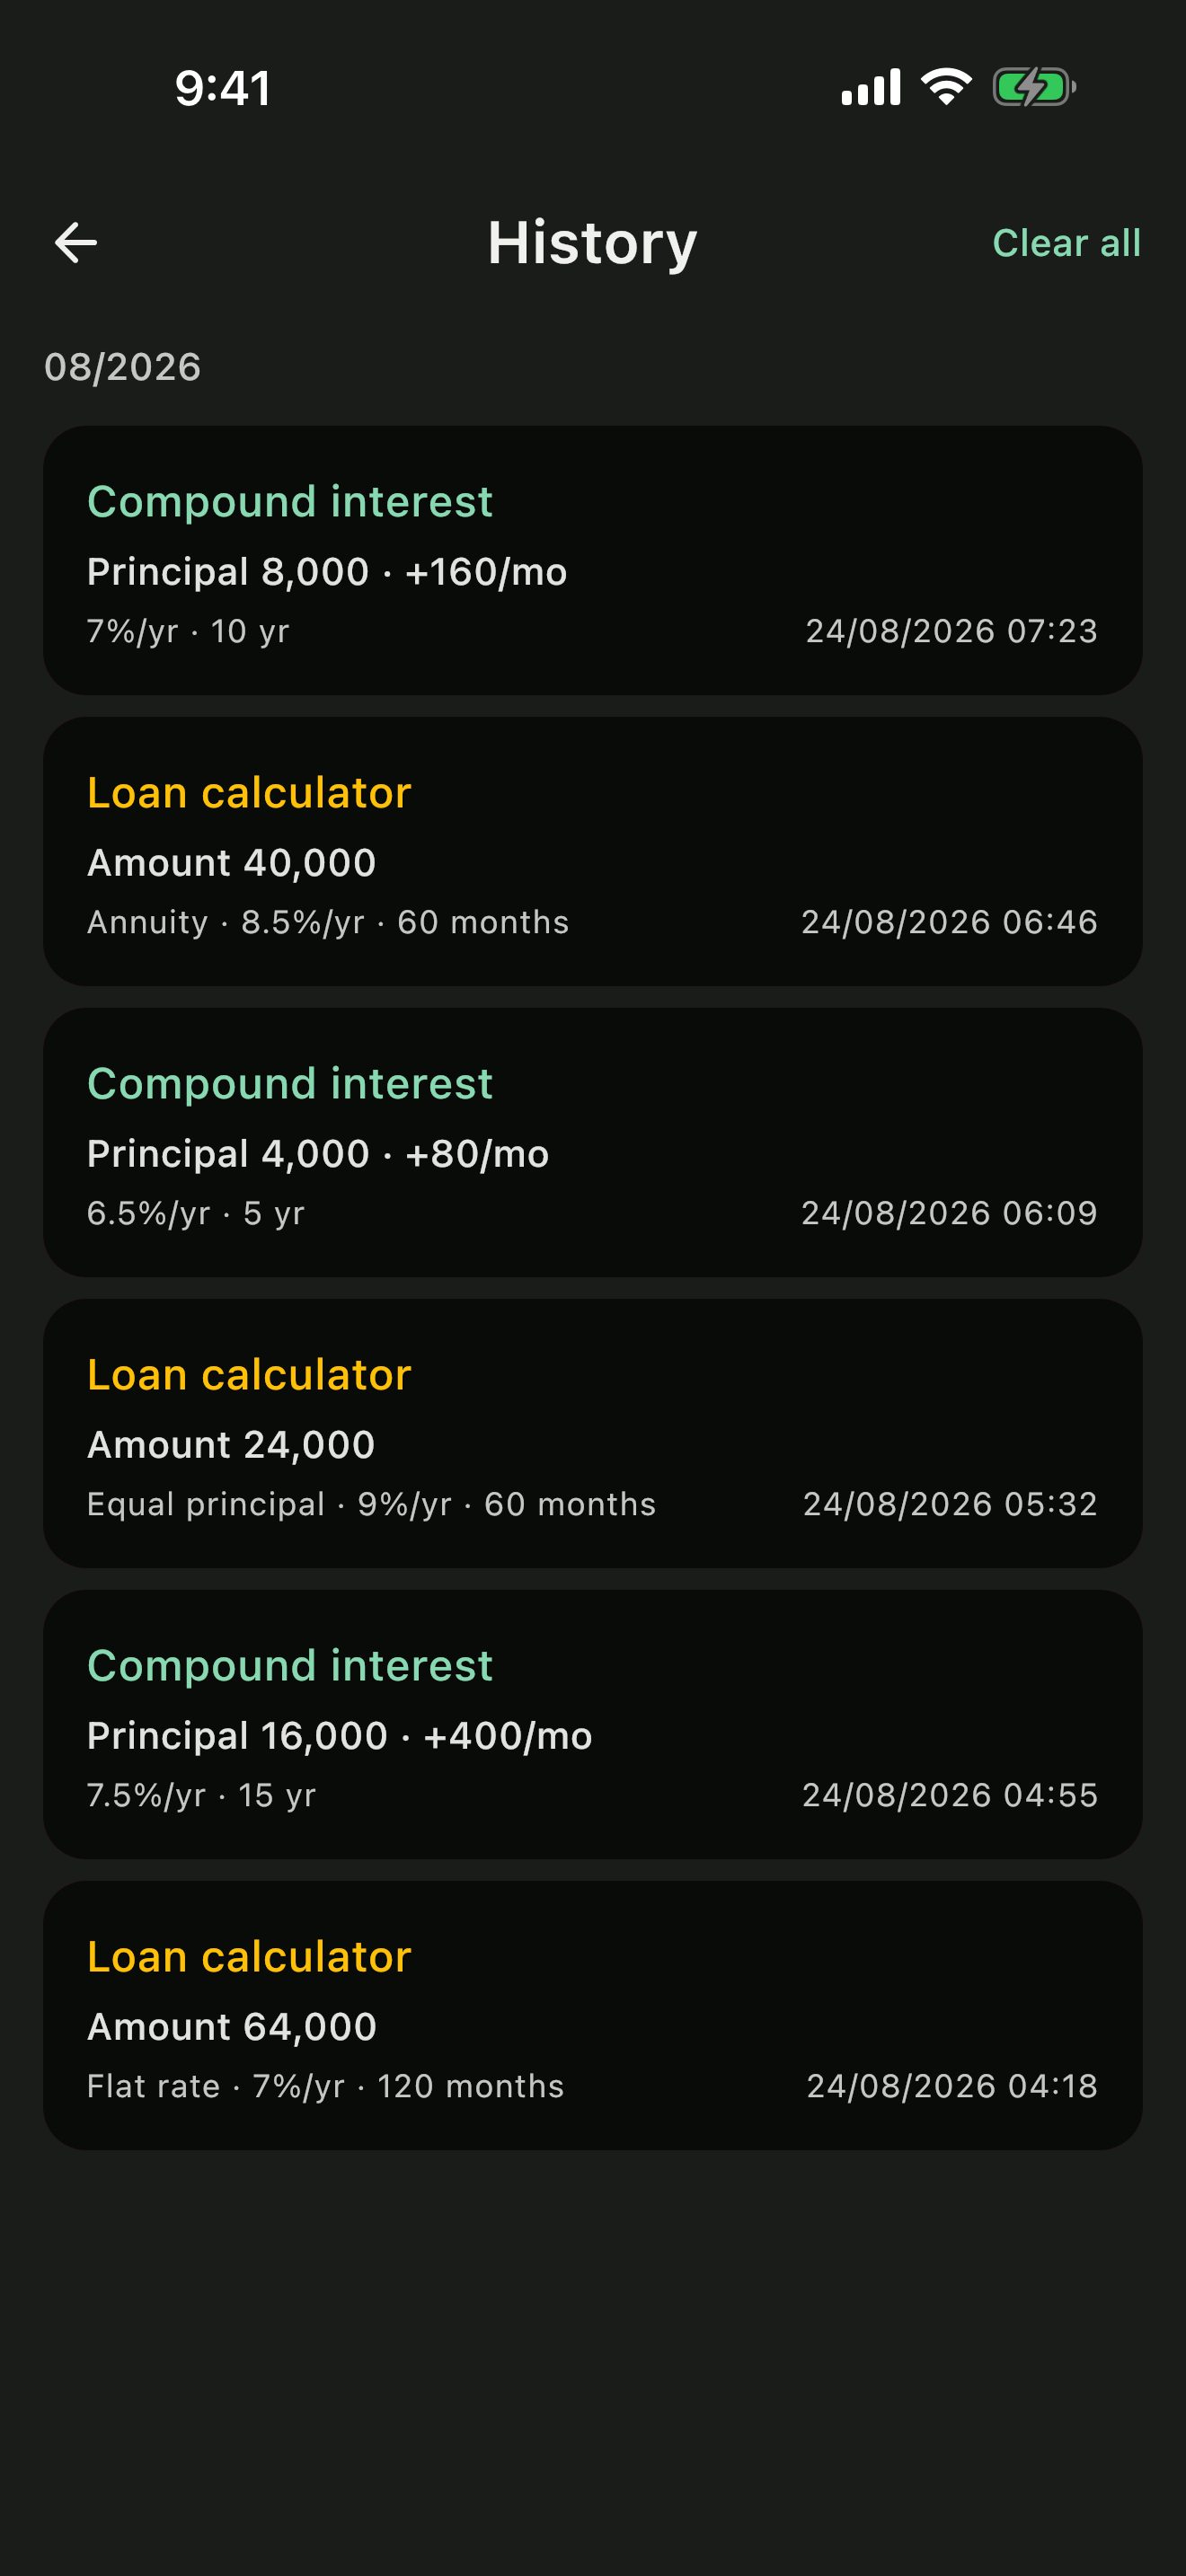 9:41
History
Clear all
08/2026
Compound interest
Principal 8,000 · +160/mo
7%/yr · 10 yr
24/08/2026 07:23
Loan calculator
Amount 40,000
Annuity · 8.5%/yr · 60 months
24/08/2026 06:46
Compound interest
Principal 4,000 · +80/mo
6.5%/yr · 5 yr
24/08/2026 06:09
Loan calculator
Amount 24,000
Equal principal · 9%/yr · 60 months
24/08/2026 05:32
Compound interest
Principal 16,000 · +400/mo
7.5%/yr · 15 yr
24/08/2026 04:55
Loan calculator
Amount 64,000
Flat rate · 7%/yr · 120 months
24/08/2026 04:18